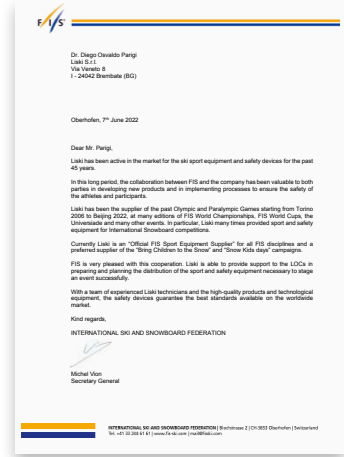 F/I/S
Dr. Diego Osvaldo Parigi
Liski S.r.l.
Via Veneto 8
I - 24042 Brembate (BG)
Oberhofen, 7th June 2022
Dear Mr. Parigi,
Liski has been active in the market for the ski sport equipment and safety devices for the past
45 years.
In this long period, the collaboration between FIS and the company has been valuable to both
parties in developing new products and in implementing processes to ensure the safety of
the athletes and participants.
Liski has been the supplier of the past Olympic and Paralympic Games starting from Torino
2006 to Beijing 2022, at many editions of FIS World Championships, FIS World Cups, the
Universiade and many other events. In particular, Liski many times provided sport and safety
equipment for International Snowboard competitions.
Currently Liski is an "Official FIS Sport Equipment Supplier" for all FIS disciplines and a
preferred supplier of the "Bring Children to the Snow" and "Snow Kids days" campaigns.
FIS is very pleased with this cooperation. Liski is able to provide support to the LOCs in
preparing and planning the distribution of the sport and safety equipment necessary to stage
an event successfully.
With a team of experienced Liski technicians and the high-quality products and technological
equipment, the safety devices guarantee the best standards available on the worldwide
market.
Kind regards,
INTERNATIONAL SKI AND SNOWBOARD FEDERATION
Michel Vion
Secretary General
INTERNATIONAL SKI AND SNOWBOARD FEDERATION | Blochstrasse 2 | CH-3653 Oberhofen | Switzerland
Tel. +41 33 244 61 61 | www.fis-ski.com | mail@fisski.com